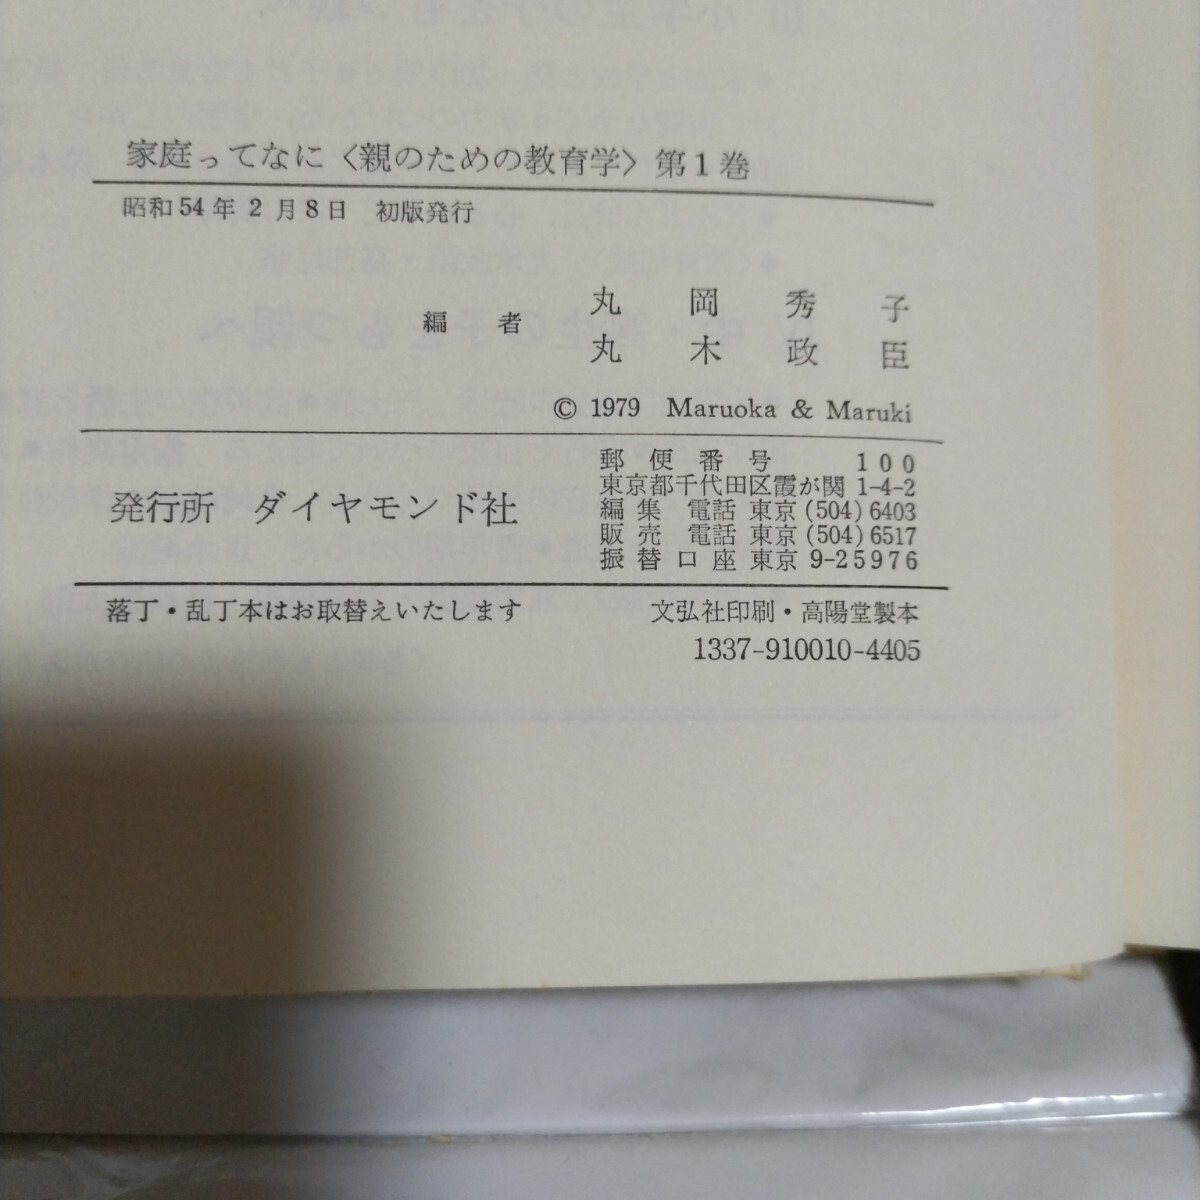 家庭ってなに〈親のための教育学〉第1巻
昭和54年2月8日 初版発行
編者 丸岡秀子
丸木政臣
© 1979 Maruoka & Maruki
発行所 ダイヤモンド社
郵便番号 100
東京都千代田区霞が関 1-4-2
編集 電話 東京 (504) 6403
販売 電話 東京 (504) 6517
振替口座 東京 9-25976
落丁・乱丁本はお取替えいたします 文弘社印刷・高陽堂製本
1337-910010-4405